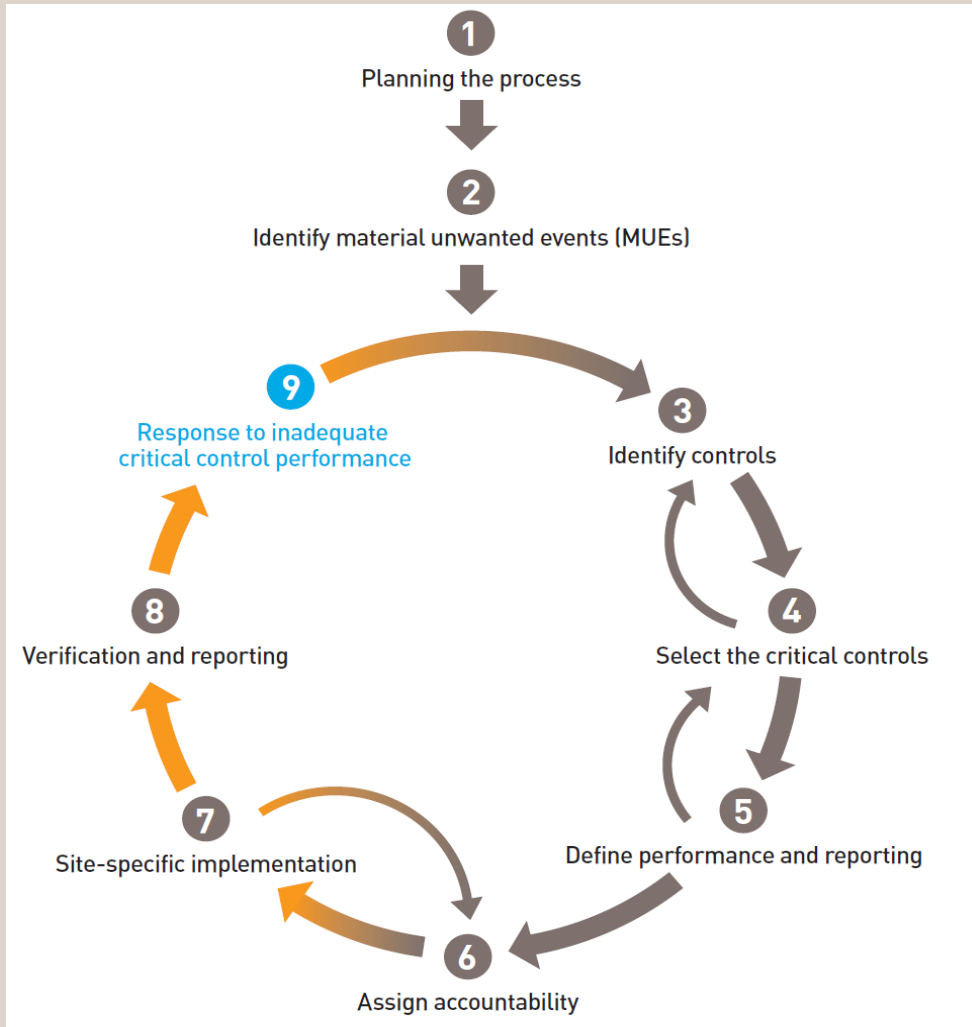 1
Planning the process
2
Identify material unwanted events (MUEs)
9
Response to inadequate
critical control performance
3
Identify controls
8
Verification and reporting
4
Select the critical controls
7
Site-specific implementation
5
Define performance and reporting
6
Assign accountability